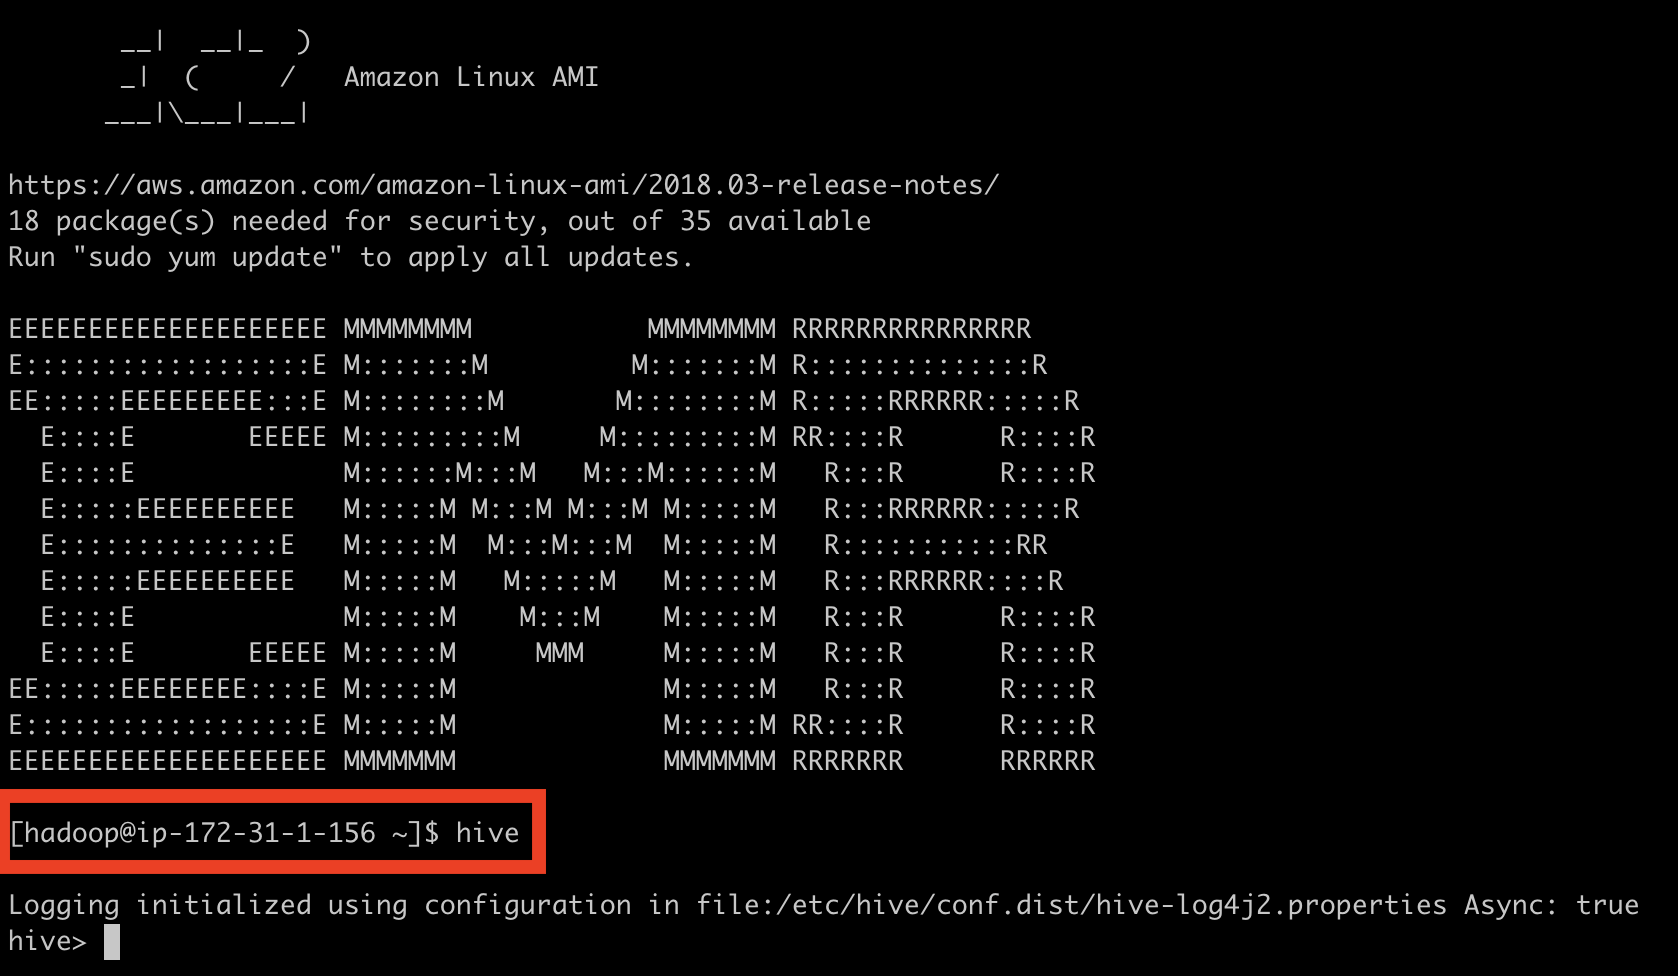 __|  __|_  )
       _|  (     /   Amazon Linux AMI
      ___|\___|___|
https://aws.amazon.com/amazon-linux-ami/2018.03-release-notes/
18 package(s) needed for security, out of 35 available
Run "sudo yum update" to apply all updates.
EEEEEEEEEEEEEEEEEEEE MMMMMMMM           MMMMMMMM RRRRRRRRRRRRRRR
E::::::::::::::::::E M:::::::M         M:::::::M R::::::::::::::R
EE:::::EEEEEEEEE:::E M::::::::M       M::::::::M R:::::RRRRRR:::::R
  E::::E       EEEEE M:::::::::M     M:::::::::M RR::::R      R::::R
  E::::E             M::::::M:::M   M:::M::::::M   R:::R      R::::R
  E:::::EEEEEEEEEE   M:::::M M:::M M:::M M:::::M   R:::RRRRRR:::::R
  E::::::::::::::E   M:::::M  M:::M:::M  M:::::M   R:::::::::::RR
  E:::::EEEEEEEEEE   M:::::M   M:::::M   M:::::M   R:::RRRRRR::::R
  E::::E             M:::::M    M:::M    M:::::M   R:::R      R::::R
  E::::E       EEEEE M:::::M     MMM     M:::::M   R:::R      R::::R
EE:::::EEEEEEEE::::E M:::::M             M:::::M   R:::R      R::::R
E::::::::::::::::::E M:::::M             M:::::M RR::::R      R::::R
EEEEEEEEEEEEEEEEEEEE MMMMMMM             MMMMMMM RRRRRRR      RRRRRR
[hadoop@ip-172-31-1-156 ~]$ hive
Logging initialized using configuration in file:/etc/hive/conf.dist/hive-log4j2.properties Async: true
hive>